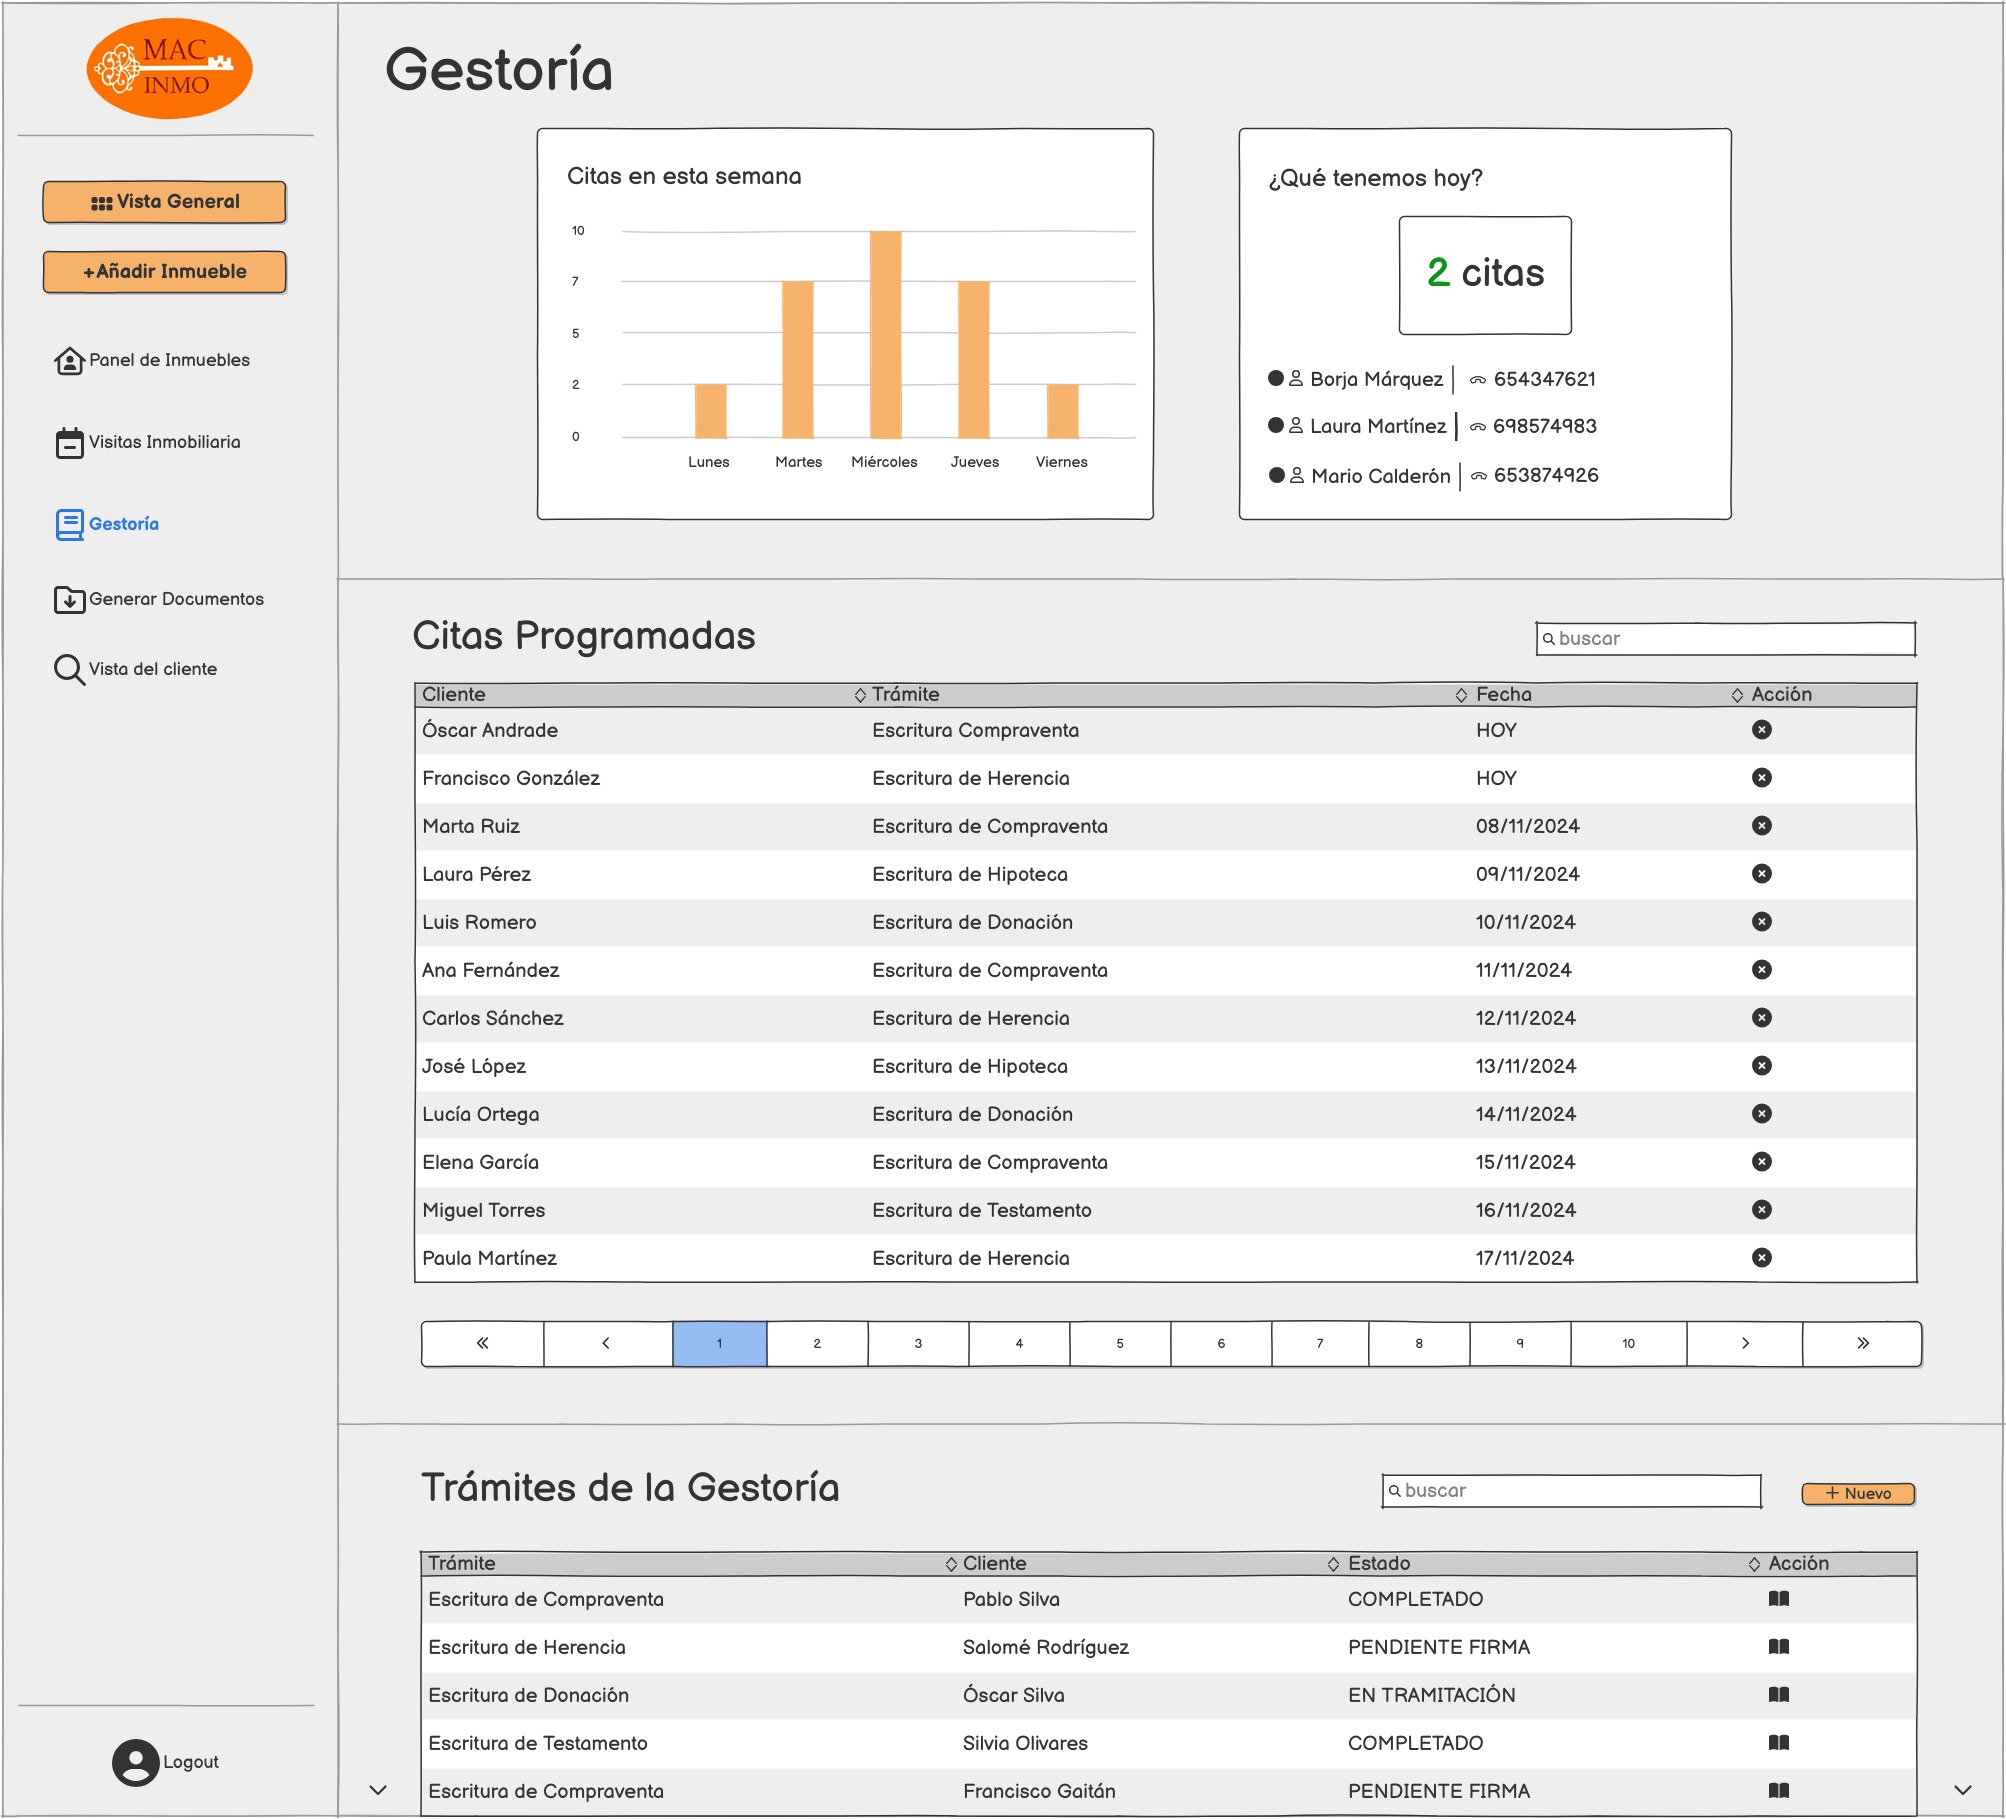 MAC
INMO
Vista General
+Añadir Inmueble
Panel de Inmuebles
Visitas Inmobiliaria
Gestoría
Generar Documentos
Vista del cliente
Logout
Gestoría
Citas en esta semana
10
7
5
2
0
Lunes Martes Miércoles Jueves Viernes
¿Qué tenemos hoy?
2 citas
Borja Márquez 654347621
Laura Martínez 698574983
Mario Calderón 653874926
Citas Programadas
buscar
Cliente Trámite Fecha Acción
Óscar Andrade Escritura Compraventa HOY
Francisco González Escritura de Herencia HOY
Marta Ruiz Escritura de Compraventa 08/11/2024
Laura Pérez Escritura de Hipoteca 09/11/2024
Luis Romero Escritura de Donación 10/11/2024
Ana Fernández Escritura de Compraventa 11/11/2024
Carlos Sánchez Escritura de Herencia 12/11/2024
José López Escritura de Hipoteca 13/11/2024
Lucía Ortega Escritura de Donación 14/11/2024
Elena García Escritura de Compraventa 15/11/2024
Miguel Torres Escritura de Testamento 16/11/2024
Paula Martínez Escritura de Herencia 17/11/2024
« < 1 2 3 4 5 6 7 8 9 10 > »
Trámites de la Gestoría
buscar
+ Nuevo
Trámite Cliente Estado Acción
Escritura de Compraventa Pablo Silva COMPLETADO
Escritura de Herencia Salomé Rodríguez PENDIENTE FIRMA
Escritura de Donación Óscar Silva EN TRAMITACIÓN
Escritura de Testamento Silvia Olivares COMPLETADO
Escritura de Compraventa Francisco Gaitán PENDIENTE FIRMA